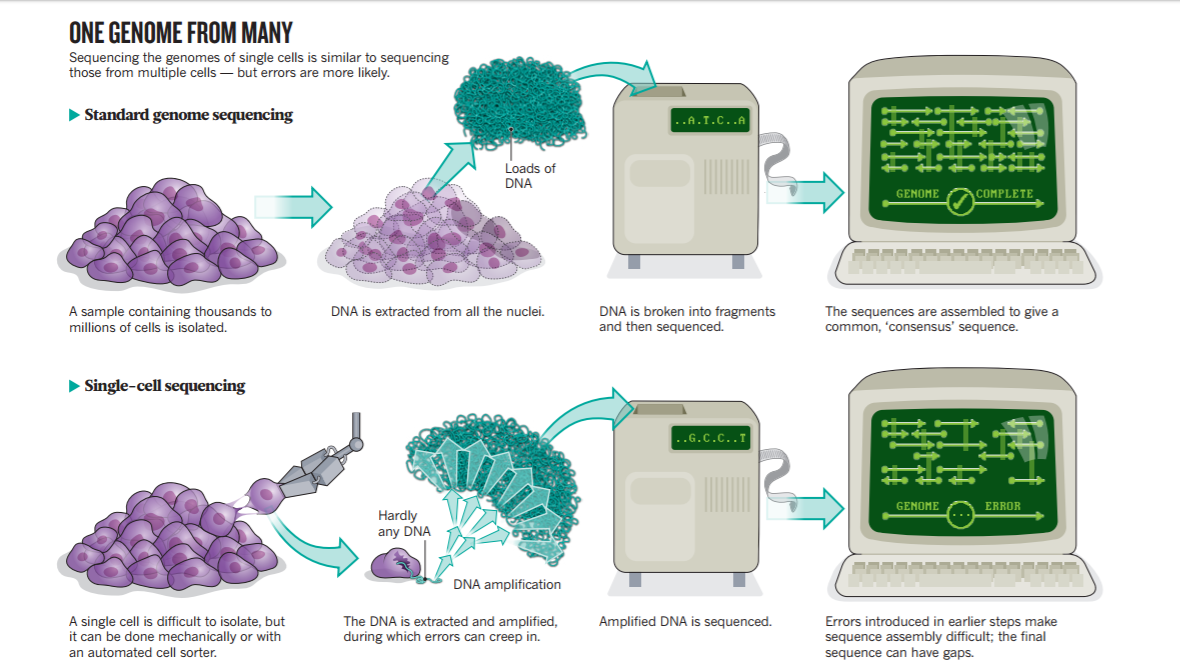 ONE GENOME FROM MANY
Sequencing the genomes of single cells is similar to sequencing
those from multiple cells — but errors are more likely.
Standard genome sequencing
Loads of
DNA
..A.T.C..A
GENOME COMPLETE
A sample containing thousands to
millions of cells is isolated.
DNA is extracted from all the nuclei.
DNA is broken into fragments
and then sequenced.
The sequences are assembled to give a
common, ‘consensus’ sequence.
Single-cell sequencing
Hardly
any DNA
DNA amplification
..G.C.C..T
GENOME ERROR
A single cell is difficult to isolate, but
it can be done mechanically or with
an automated cell sorter.
The DNA is extracted and amplified,
during which errors can creep in.
Amplified DNA is sequenced.
Errors introduced in earlier steps make
sequence assembly difficult; the final
sequence can have gaps.